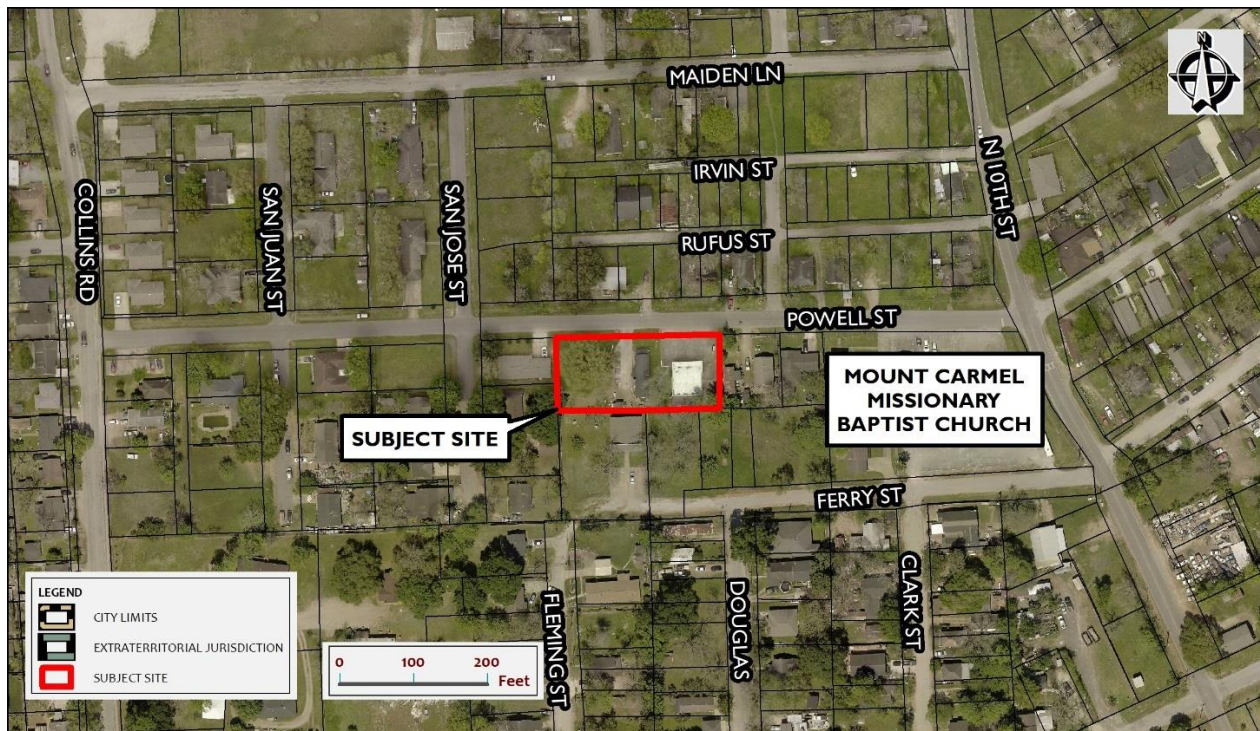 MAIDEN LN
N
COLLINS RD
SAN JUAN ST
SAN JOSE ST
IRVIN ST
N 10TH ST
RUFUS ST
POWELL ST
MOUNT CARMEL
MISSIONARY
BAPTIST CHURCH
SUBJECT SITE
FERRY ST
FLEMING ST
DOUGLAS
CLARK ST
LEGEND
CITY LIMITS
EXTRATERRITORIAL JURISDICTION
SUBJECT SITE
0 100 200
Feet